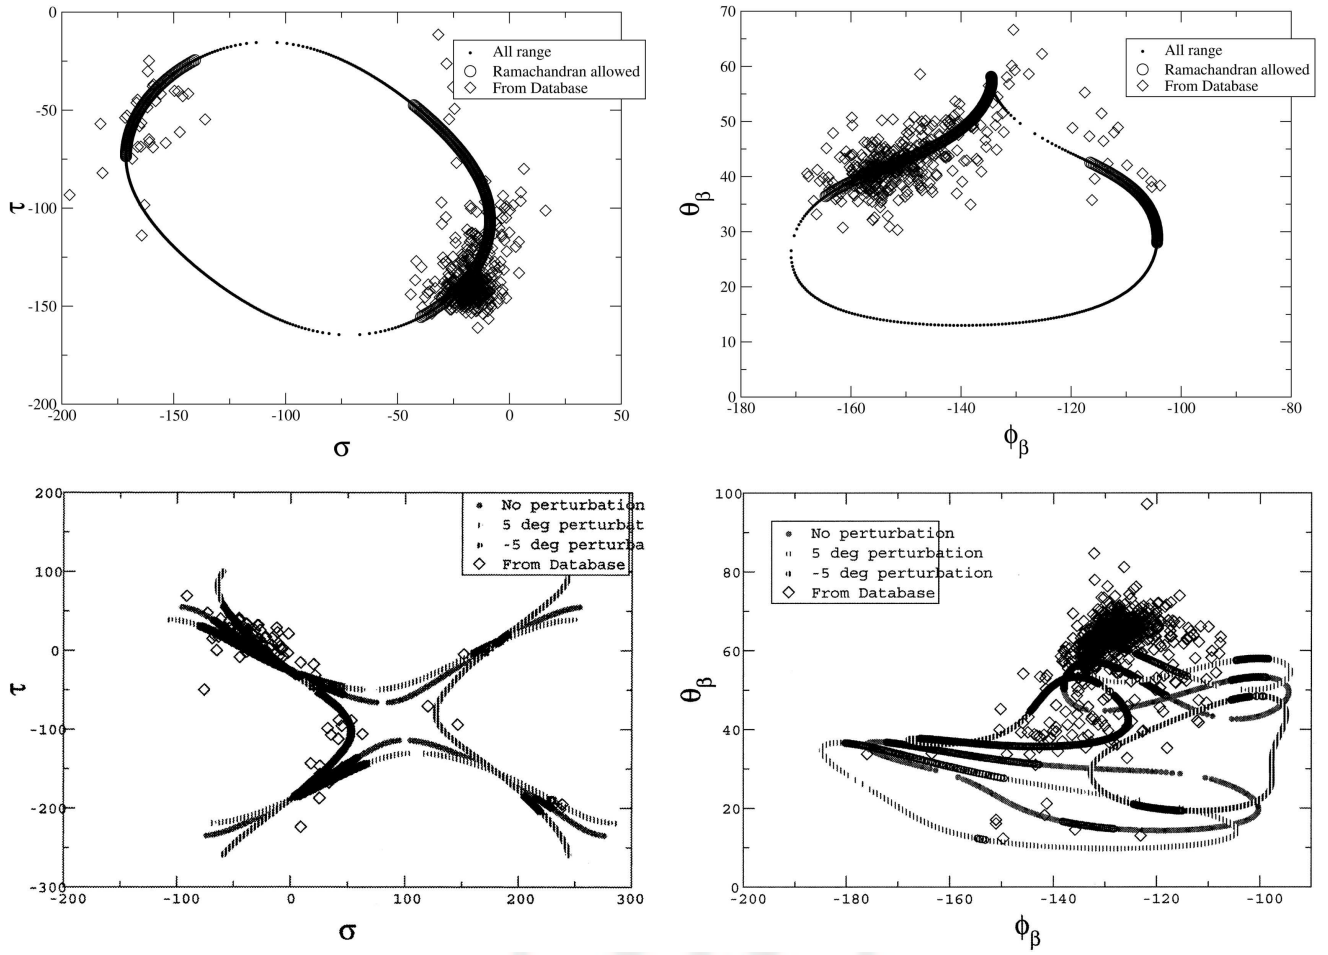 0
-50
-100
-150
-200
τ
-200
-150
-100
-50
0
50
σ
All range
Ramachandran allowed
From Database
70
60
50
40
30
20
10
0
θβ
-180
-160
-140
-120
-100
-80
ϕβ
All range
Ramachandran allowed
From Database
200
100
0
-100
-200
-300
τ
-200
-100
0
100
200
300
σ
No perturbation
5 deg perturbat
-5 deg perturba
From Database
100
80
60
40
20
0
θβ
-200
-180
-160
-140
-120
-100
ϕβ
No perturbation
5 deg perturbation
-5 deg perturbation
From Database